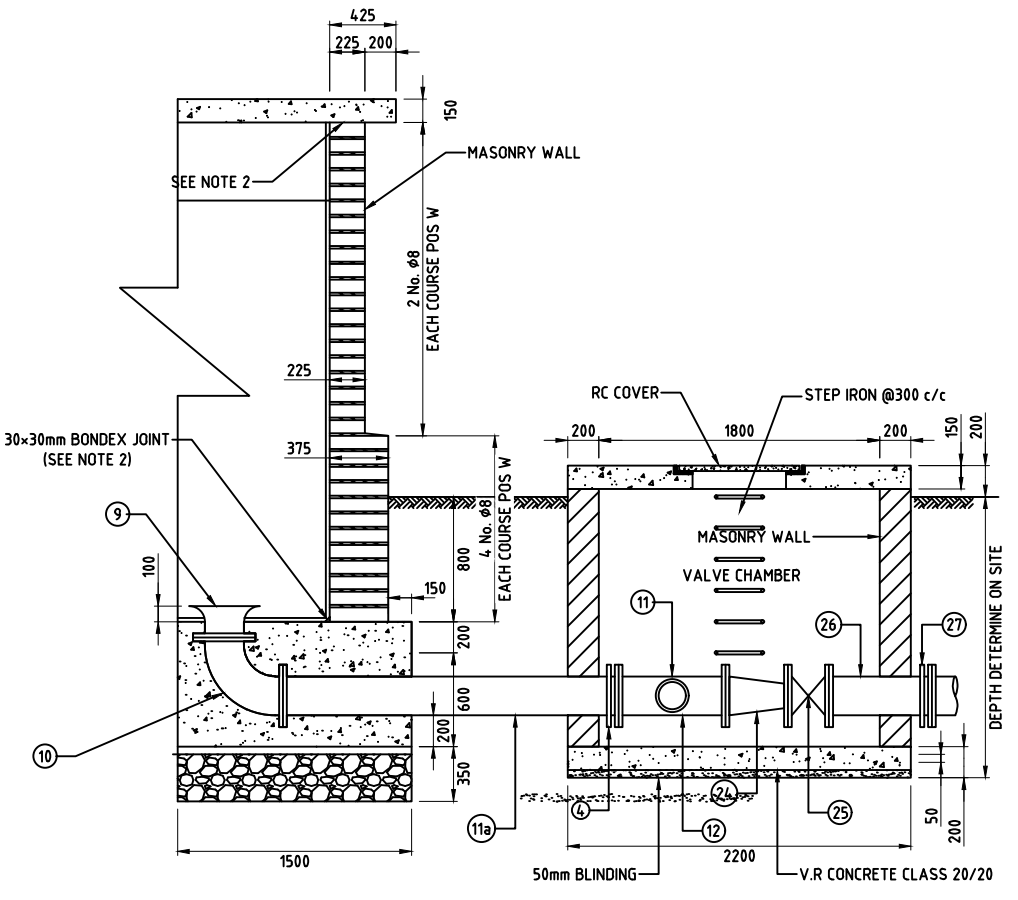 425
225
200
150
MASONRY WALL
SEE NOTE 2
2 No. ϕ8
EACH COURSE POS W
225
RC COVER
STEP IRON @300 c/c
200
1800
200
150
200
30×30mm BONDEX JOINT
(SEE NOTE 2)
375
4 No. ϕ8
EACH COURSE POS W
9
100
800
150
MASONRY WALL
VALVE CHAMBER
DEPTH DETERMINE ON SITE
11
26
27
200
600
200
350
10
11a
4
12
24
25
50
200
1500
2200
50mm BLINDING
V.R CONCRETE CLASS 20/20